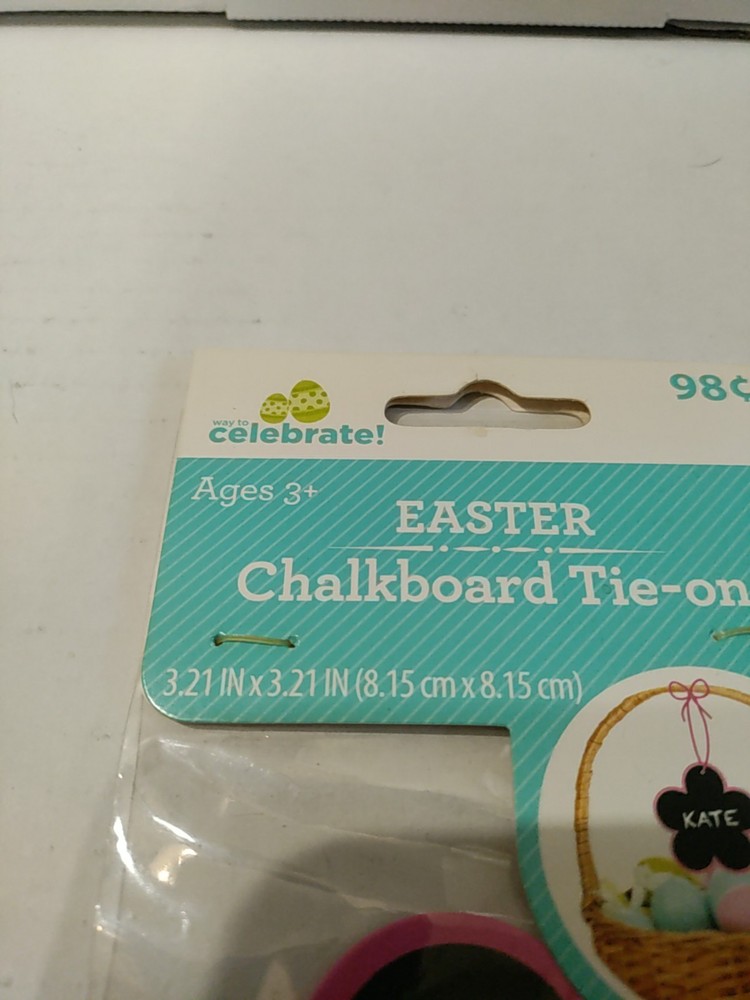 way to
celebrate!
98¢
Ages 3+
EASTER
Chalkboard Tie-on
3.21 IN x 3.21 IN (8.15 cm x 8.15 cm)
KATE